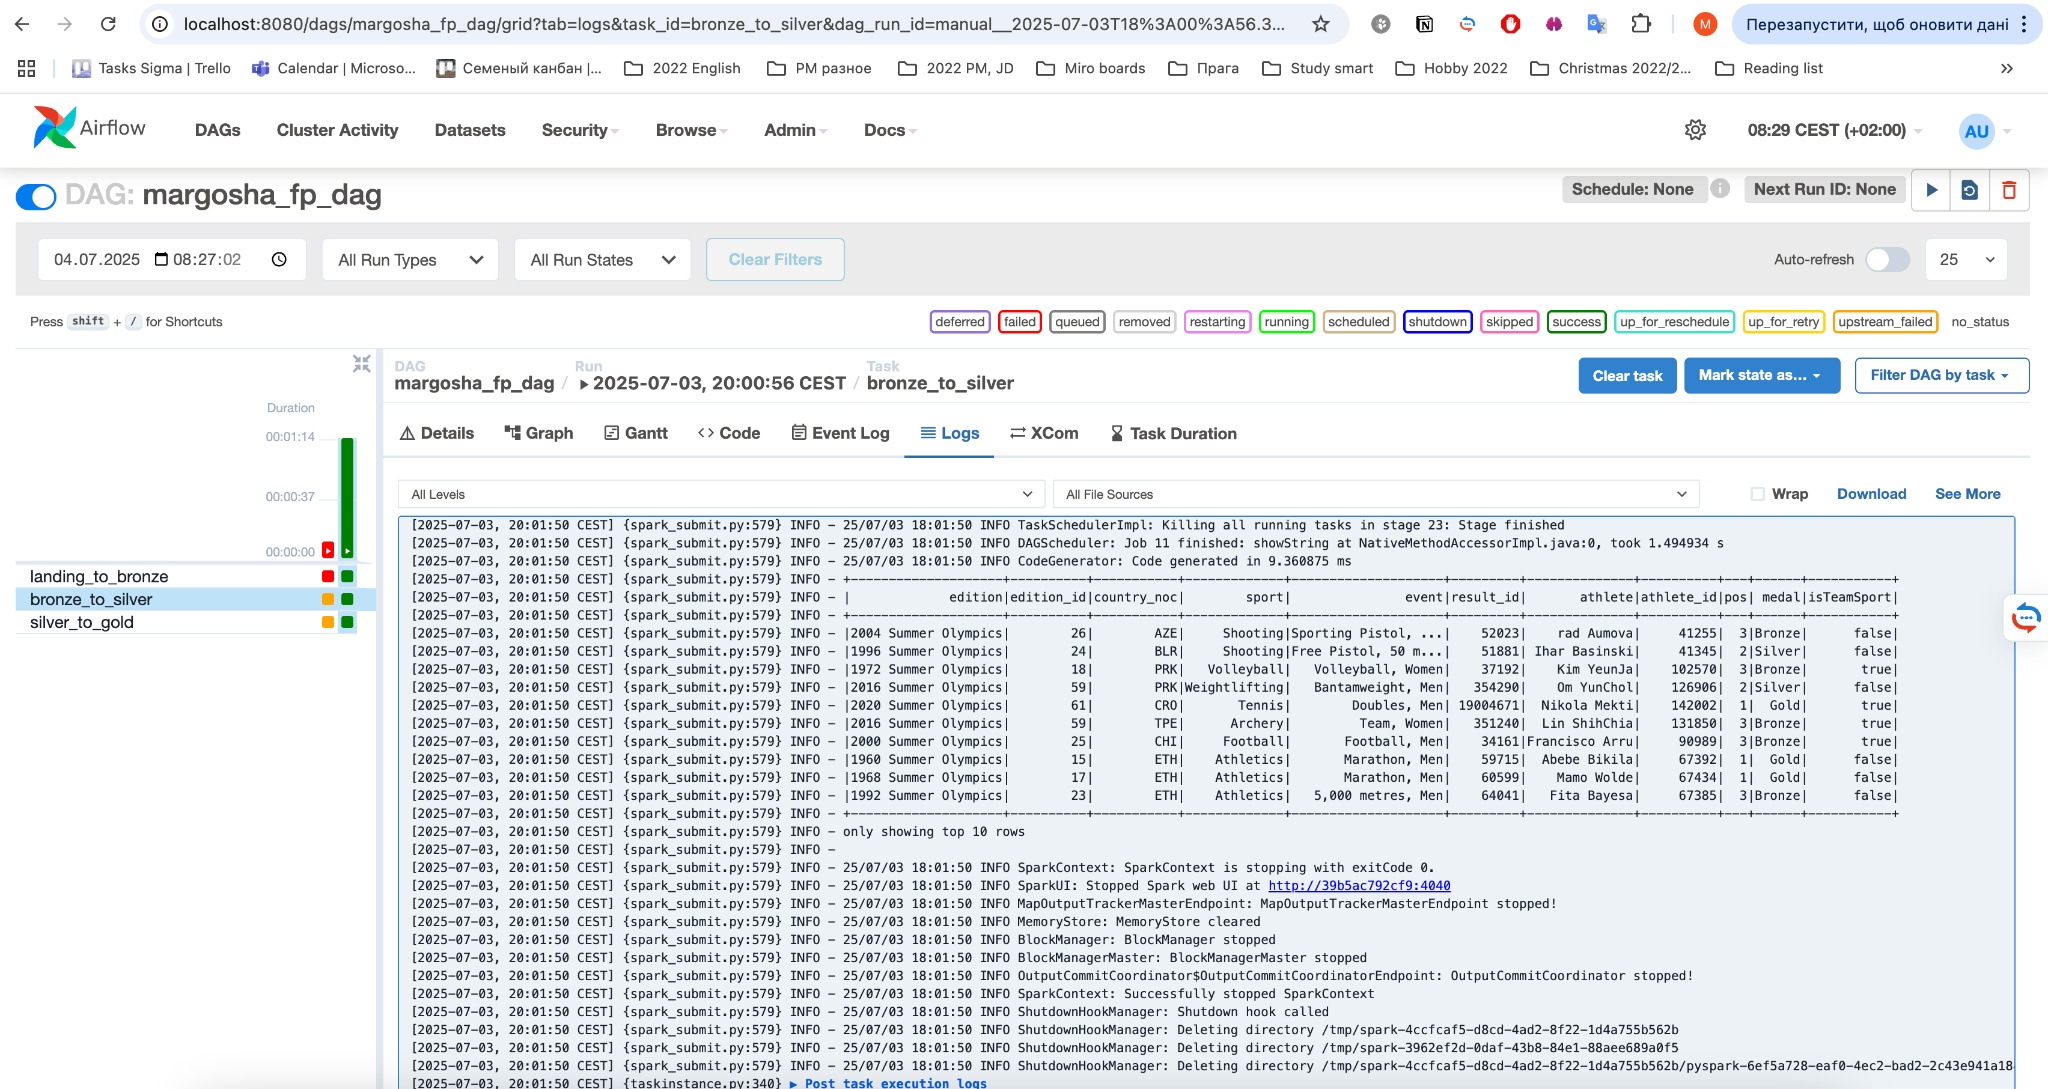 localhost:8080/dags/margosha_fp_dag/grid?tab=logs&task_id=bronze_to_silver&dag_run_id=manual__2025-07-03T18%3A00%3A56.3...
M
Перезапустити, щоб оновити дані
Tasks Sigma | Trello
Calendar | Microso...
Семеный канбан |...
2022 English
PM разное
2022 PM, JD
Miro boards
Прага
Study smart
Hobby 2022
Christmas 2022/2...
Reading list
Airflow
DAGs
Cluster Activity
Datasets
Security
Browse
Admin
Docs
08:29 CEST (+02:00)
AU
DAG: margosha_fp_dag
Schedule: None
Next Run ID: None
04.07.2025 08:27:02
All Run Types
All Run States
Clear Filters
Auto-refresh
25
Press shift + / for Shortcuts
deferred
failed
queued
removed
restarting
running
scheduled
shutdown
skipped
success
up_for_reschedule
up_for_retry
upstream_failed
no_status
Duration
00:01:14
00:00:37
00:00:00
landing_to_bronze
bronze_to_silver
silver_to_gold
DAG
margosha_fp_dag
/
Run
2025-07-03, 20:00:56 CEST
/
Task
bronze_to_silver
Clear task
Mark state as...
Filter DAG by task
Details
Graph
Gantt
Code
Event Log
Logs
XCom
Task Duration
All Levels
All File Sources
Wrap
Download
See More
[2025-07-03, 20:01:50 CEST] {spark_submit.py:579} INFO - 25/07/03 18:01:50 INFO TaskSchedulerImpl: Killing all running tasks in stage 23: Stage finished
[2025-07-03, 20:01:50 CEST] {spark_submit.py:579} INFO - 25/07/03 18:01:50 INFO DAGScheduler: Job 11 finished: showString at NativeMethodAccessorImpl.java:0, took 1.494934 s
[2025-07-03, 20:01:50 CEST] {spark_submit.py:579} INFO - 25/07/03 18:01:50 INFO CodeGenerator: Code generated in 9.360875 ms
[2025-07-03, 20:01:50 CEST] {spark_submit.py:579} INFO - +--------------------+----------+-----------+-------------+--------------------+---------+--------------+----------+---+------+-----------+
[2025-07-03, 20:01:50 CEST] {spark_submit.py:579} INFO - |             edition|edition_id|country_noc|        sport|               event|result_id|       athlete|athlete_id|pos| medal|isTeamSport|
[2025-07-03, 20:01:50 CEST] {spark_submit.py:579} INFO - +--------------------+----------+-----------+-------------+--------------------+---------+--------------+----------+---+------+-----------+
[2025-07-03, 20:01:50 CEST] {spark_submit.py:579} INFO - |2004 Summer Olympics|        26|        AZE|     Shooting|Sporting Pistol, ...|    52023|    rad Aumova|     41255|  3|Bronze|      false|
[2025-07-03, 20:01:50 CEST] {spark_submit.py:579} INFO - |1996 Summer Olympics|        24|        BLR|     Shooting|Free Pistol, 50 m...|    51881| Ihar Basinski|     41345|  2|Silver|      false|
[2025-07-03, 20:01:50 CEST] {spark_submit.py:579} INFO - |1972 Summer Olympics|        18|        PRK|   Volleyball|   Volleyball, Women|    37192|    Kim YeunJa|    102570|  3|Bronze|       true|
[2025-07-03, 20:01:50 CEST] {spark_submit.py:579} INFO - |2016 Summer Olympics|        59|        PRK|Weightlifting|   Bantamweight, Men|   354290|    Om YunChol|    126906|  2|Silver|      false|
[2025-07-03, 20:01:50 CEST] {spark_submit.py:579} INFO - |2020 Summer Olympics|        61|        CRO|       Tennis|        Doubles, Men| 19004671|  Nikola Mekti|    142002|  1|  Gold|       true|
[2025-07-03, 20:01:50 CEST] {spark_submit.py:579} INFO - |2016 Summer Olympics|        59|        TPE|      Archery|         Team, Women|   351240|  Lin ShihChia|    131850|  3|Bronze|       true|
[2025-07-03, 20:01:50 CEST] {spark_submit.py:579} INFO - |2000 Summer Olympics|        25|        CHI|     Football|       Football, Men|    34161|Francisco Arru|     90989|  3|Bronze|       true|
[2025-07-03, 20:01:50 CEST] {spark_submit.py:579} INFO - |1960 Summer Olympics|        15|        ETH|    Athletics|       Marathon, Men|    59715|  Abebe Bikila|     67392|  1|  Gold|      false|
[2025-07-03, 20:01:50 CEST] {spark_submit.py:579} INFO - |1968 Summer Olympics|        17|        ETH|    Athletics|       Marathon, Men|    60599|    Mamo Wolde|     67434|  1|  Gold|      false|
[2025-07-03, 20:01:50 CEST] {spark_submit.py:579} INFO - |1992 Summer Olympics|        23|        ETH|    Athletics|   5,000 metres, Men|    64041|   Fita Bayesa|     67385|  3|Bronze|      false|
[2025-07-03, 20:01:50 CEST] {spark_submit.py:579} INFO - +--------------------+----------+-----------+-------------+--------------------+---------+--------------+----------+---+------+-----------+
[2025-07-03, 20:01:50 CEST] {spark_submit.py:579} INFO - only showing top 10 rows
[2025-07-03, 20:01:50 CEST] {spark_submit.py:579} INFO -
[2025-07-03, 20:01:50 CEST] {spark_submit.py:579} INFO - 25/07/03 18:01:50 INFO SparkContext: SparkContext is stopping with exitCode 0.
[2025-07-03, 20:01:50 CEST] {spark_submit.py:579} INFO - 25/07/03 18:01:50 INFO SparkUI: Stopped Spark web UI at http://39b5ac792cf9:4040
[2025-07-03, 20:01:50 CEST] {spark_submit.py:579} INFO - 25/07/03 18:01:50 INFO MapOutputTrackerMasterEndpoint: MapOutputTrackerMasterEndpoint stopped!
[2025-07-03, 20:01:50 CEST] {spark_submit.py:579} INFO - 25/07/03 18:01:50 INFO MemoryStore: MemoryStore cleared
[2025-07-03, 20:01:50 CEST] {spark_submit.py:579} INFO - 25/07/03 18:01:50 INFO BlockManager: BlockManager stopped
[2025-07-03, 20:01:50 CEST] {spark_submit.py:579} INFO - 25/07/03 18:01:50 INFO BlockManagerMaster: BlockManagerMaster stopped
[2025-07-03, 20:01:50 CEST] {spark_submit.py:579} INFO - 25/07/03 18:01:50 INFO OutputCommitCoordinator$OutputCommitCoordinatorEndpoint: OutputCommitCoordinator stopped!
[2025-07-03, 20:01:50 CEST] {spark_submit.py:579} INFO - 25/07/03 18:01:50 INFO SparkContext: Successfully stopped SparkContext
[2025-07-03, 20:01:50 CEST] {spark_submit.py:579} INFO - 25/07/03 18:01:50 INFO ShutdownHookManager: Shutdown hook called
[2025-07-03, 20:01:50 CEST] {spark_submit.py:579} INFO - 25/07/03 18:01:50 INFO ShutdownHookManager: Deleting directory /tmp/spark-4ccfcaf5-d8cd-4ad2-8f22-1d4a755b562b
[2025-07-03, 20:01:50 CEST] {spark_submit.py:579} INFO - 25/07/03 18:01:50 INFO ShutdownHookManager: Deleting directory /tmp/spark-3962ef2d-0daf-43b8-84e1-88aee689a0f5
[2025-07-03, 20:01:50 CEST] {spark_submit.py:579} INFO - 25/07/03 18:01:50 INFO ShutdownHookManager: Deleting directory /tmp/spark-4ccfcaf5-d8cd-4ad2-8f22-1d4a755b562b/pyspark-6ef5a728-eaf0-4ec2-bad2-2c43e941a18
[2025-07-03, 20:01:50 CEST] {taskinstance.py:340} ▶ Post task execution logs